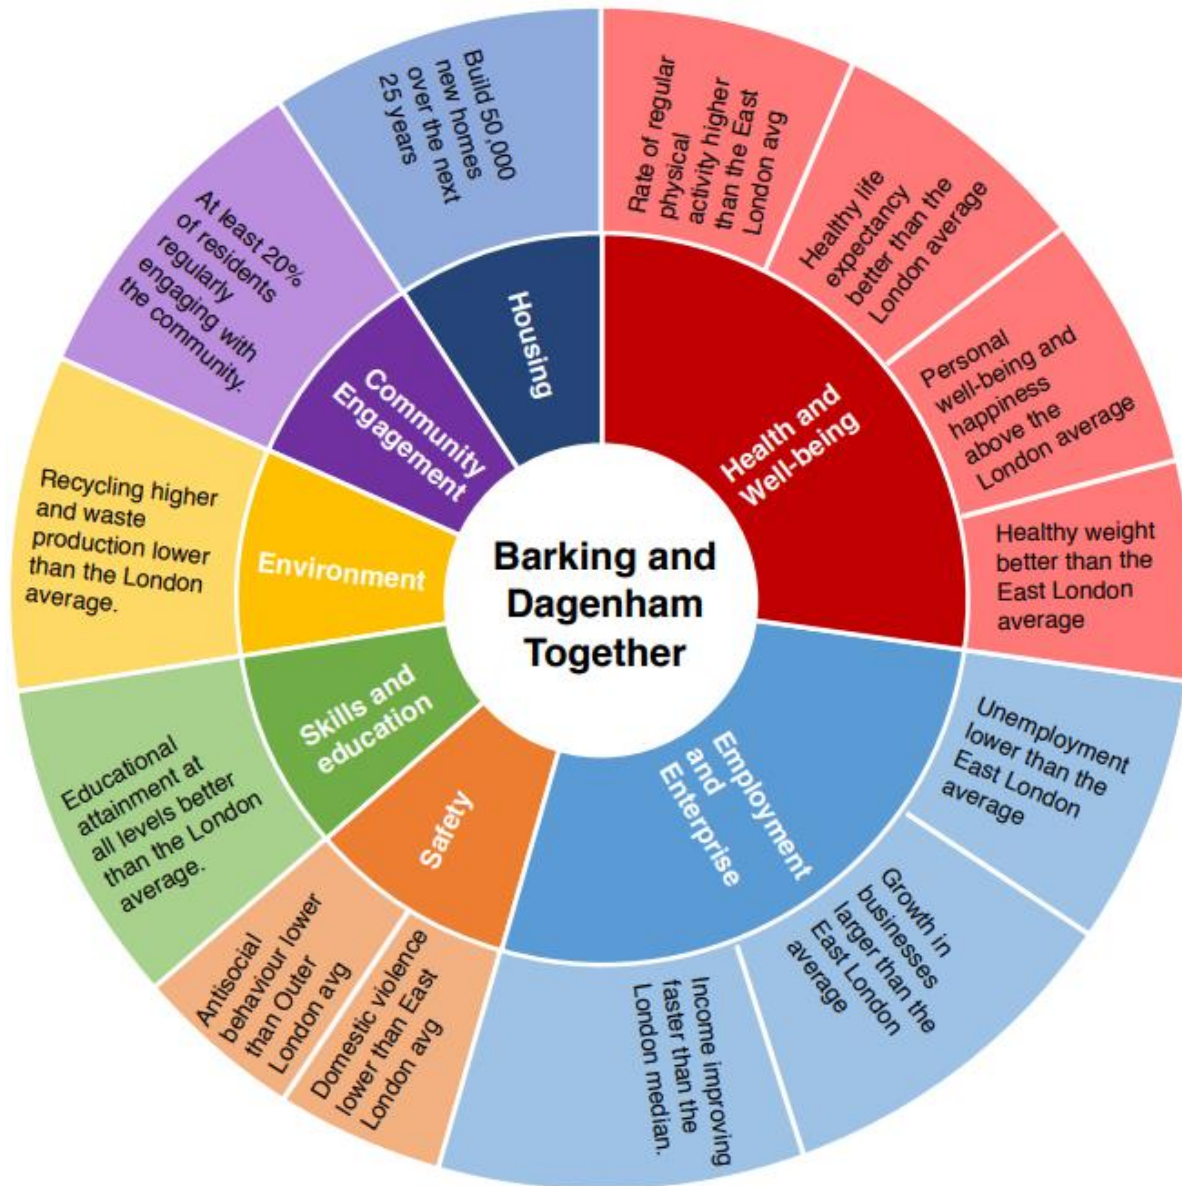 Barking and
Dagenham
Together
Health and
Well-being
Rate of regular
physical
activity higher
than the East
London avg
Healthy life
expectancy
better than the
London average
Personal
well-being and
happiness
above the
London average
Healthy weight
better than the
East London
average
Employment
and
Enterprise
Unemployment
lower than the
East London
average
Growth in
businesses
larger than the
East London
average
Income improving
faster than the
London median.
Safety
Domestic violence
lower than East
London avg
Antisocial
behaviour lower
than Outer
London avg
Skills and
education
Educational
attainment at
all levels better
than the London
average.
Environment
Recycling higher
and waste
production lower
than the London
average.
Community
Engagement
At least 20%
of residents
regularly
engaging with
the community.
Housing
Build 50,000
new homes
over the next
25 years